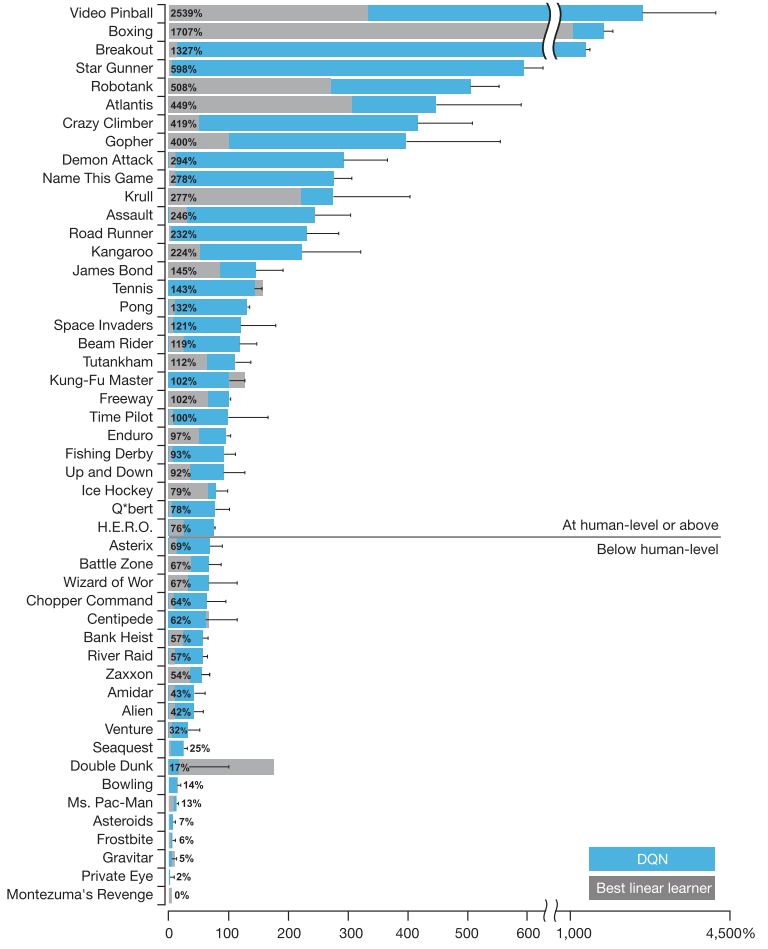 Video Pinball 2539%
Boxing 1707%
Breakout 1327%
Star Gunner 598%
Robotank 508%
Atlantis 449%
Crazy Climber 419%
Gopher 400%
Demon Attack 294%
Name This Game 278%
Krull 277%
Assault 246%
Road Runner 232%
Kangaroo 224%
James Bond 145%
Tennis 143%
Pong 132%
Space Invaders 121%
Beam Rider 119%
Tutankham 112%
Kung-Fu Master 102%
Freeway 102%
Time Pilot 100%
Enduro 97%
Fishing Derby 93%
Up and Down 92%
Ice Hockey 79%
Q*bert 78%
H.E.R.O. 76%
At human-level or above
Asterix 69%
Below human-level
Battle Zone 67%
Wizard of Wor 67%
Chopper Command 64%
Centipede 62%
Bank Heist 57%
River Raid 57%
Zaxxon 54%
Amidar 43%
Alien 42%
Venture 32%
Seaquest 25%
Double Dunk 17%
Bowling 14%
Ms. Pac-Man 13%
Asteroids 7%
Frostbite 6%
Gravitar 5%
Private Eye 2%
Montezuma's Revenge 0%
DQN
Best linear learner
0 100 200 300 400 500 600 1,000 4,500%